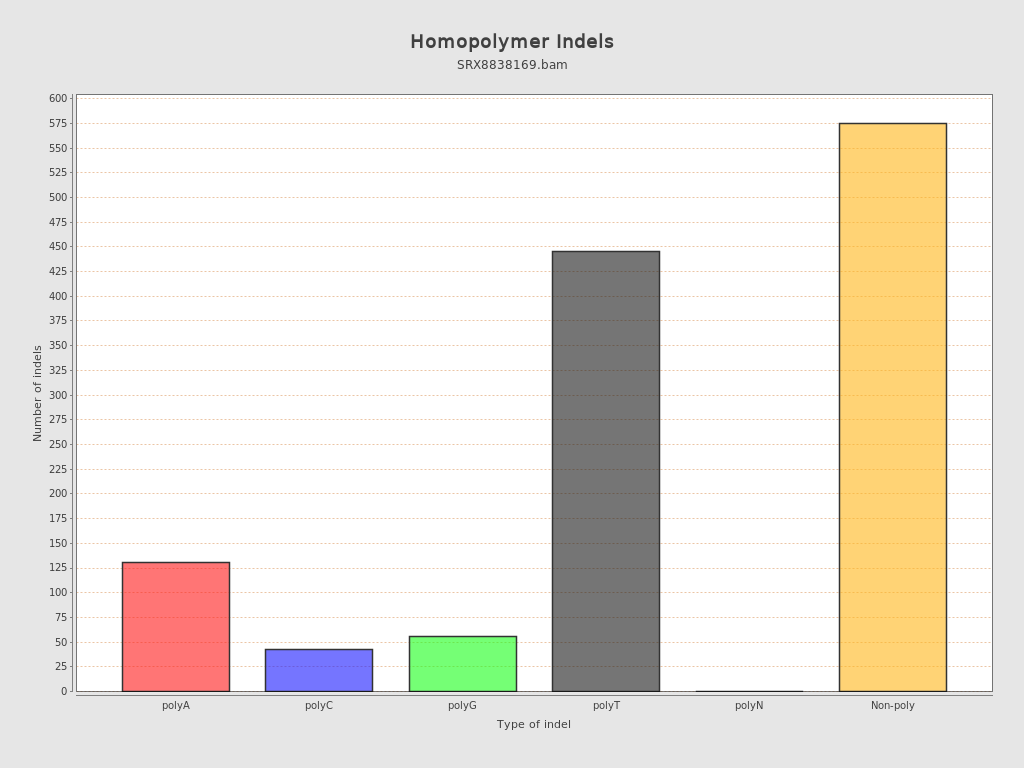 Homopolymer Indels
SRX8838169.bam
600
575
550
525
500
475
450
425
400
375
350
325
300
275
250
225
200
175
150
125
100
75
50
25
0
Number of indels
polyA
polyC
polyG
polyT
polyN
Non-poly
Type of indel